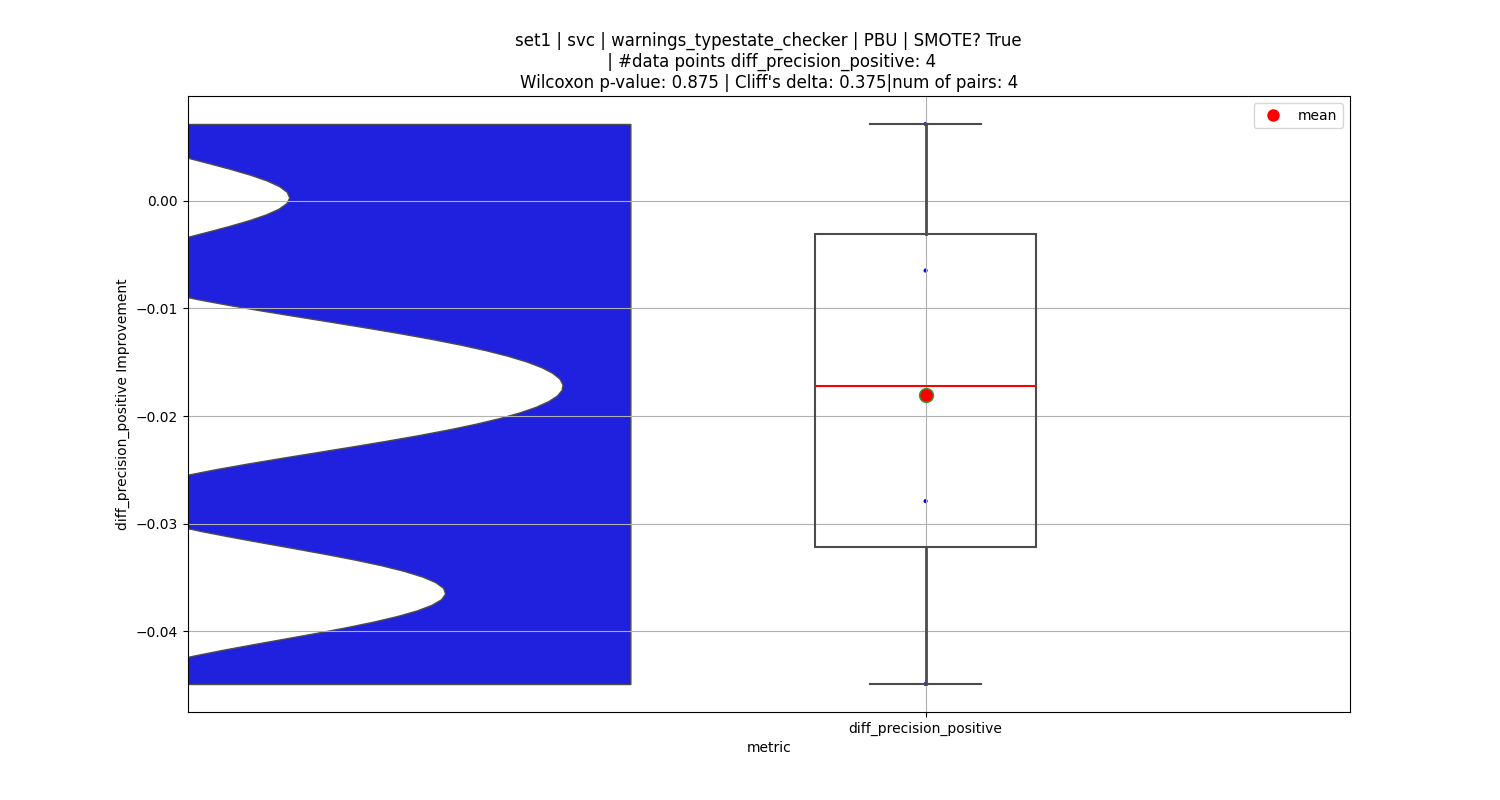 set1 | svc | warnings_typestate_checker | PBU | SMOTE? True
| #data points diff_precision_positive: 4
Wilcoxon p-value: 0.875 | Cliff's delta: 0.375|num of pairs: 4
mean
diff_precision_positive Improvement
0.00
−0.01
−0.02
−0.03
−0.04
diff_precision_positive
metric